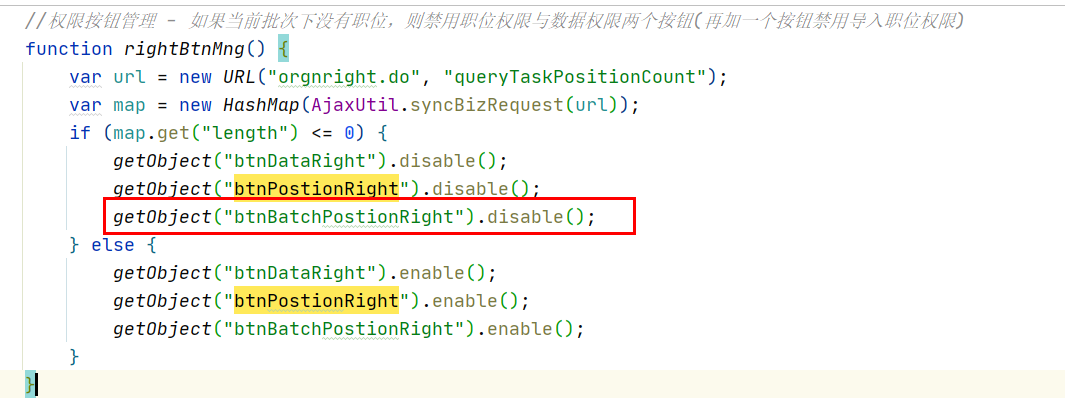 //权限按钮管理 - 如果当前批次下没有职位，则禁用职位权限与数据权限两个按钮(再加一个按钮禁用导入职位权限)
function rightBtnMng() {
    var url = new URL("orgnright.do", "queryTaskPositionCount");
    var map = new HashMap(AjaxUtil.syncBizRequest(url));
    if (map.get("length") <= 0) {
        getObject("btnDataRight").disable();
        getObject("btnPostionRight").disable();
        getObject("btnBatchPostionRight").disable();
    } else {
        getObject("btnDataRight").enable();
        getObject("btnPostionRight").enable();
        getObject("btnBatchPostionRight").enable();
    }
}